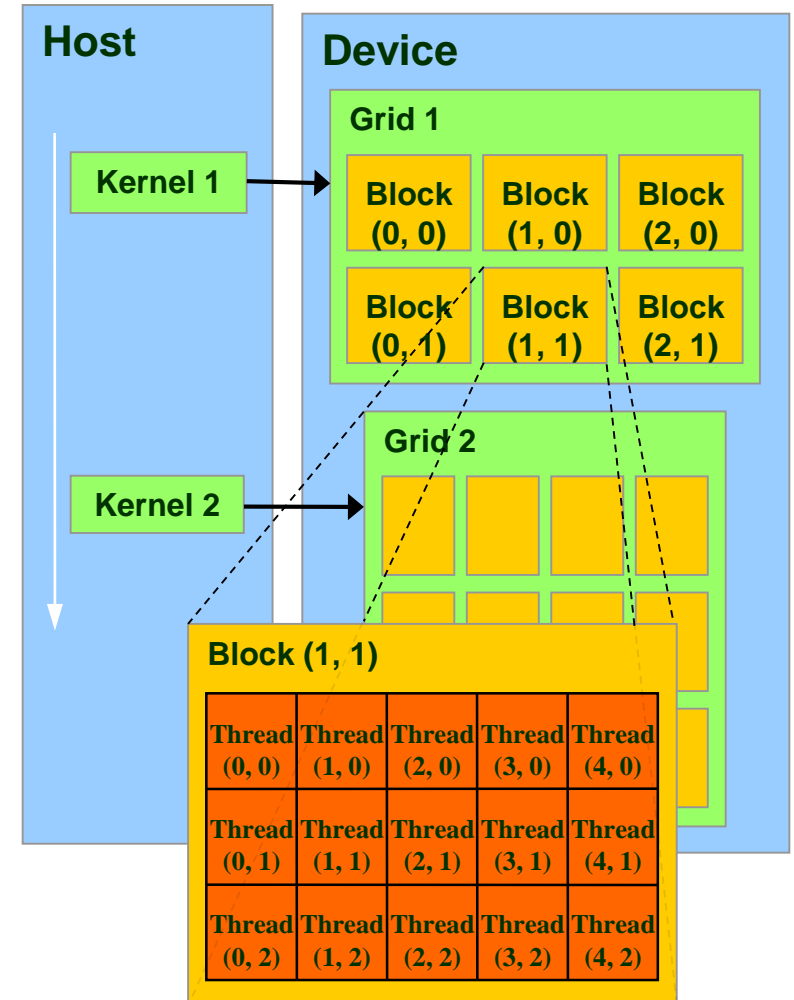 Host
Device
Grid 1
Kernel 1
Block
(0, 0)
Block
(1, 0)
Block
(2, 0)
Block
(0, 1)
Block
(1, 1)
Block
(2, 1)
Grid 2
Kernel 2
Block (1, 1)
Thread
(0, 0)
Thread
(1, 0)
Thread
(2, 0)
Thread
(3, 0)
Thread
(4, 0)
Thread
(0, 1)
Thread
(1, 1)
Thread
(2, 1)
Thread
(3, 1)
Thread
(4, 1)
Thread
(0, 2)
Thread
(1, 2)
Thread
(2, 2)
Thread
(3, 2)
Thread
(4, 2)